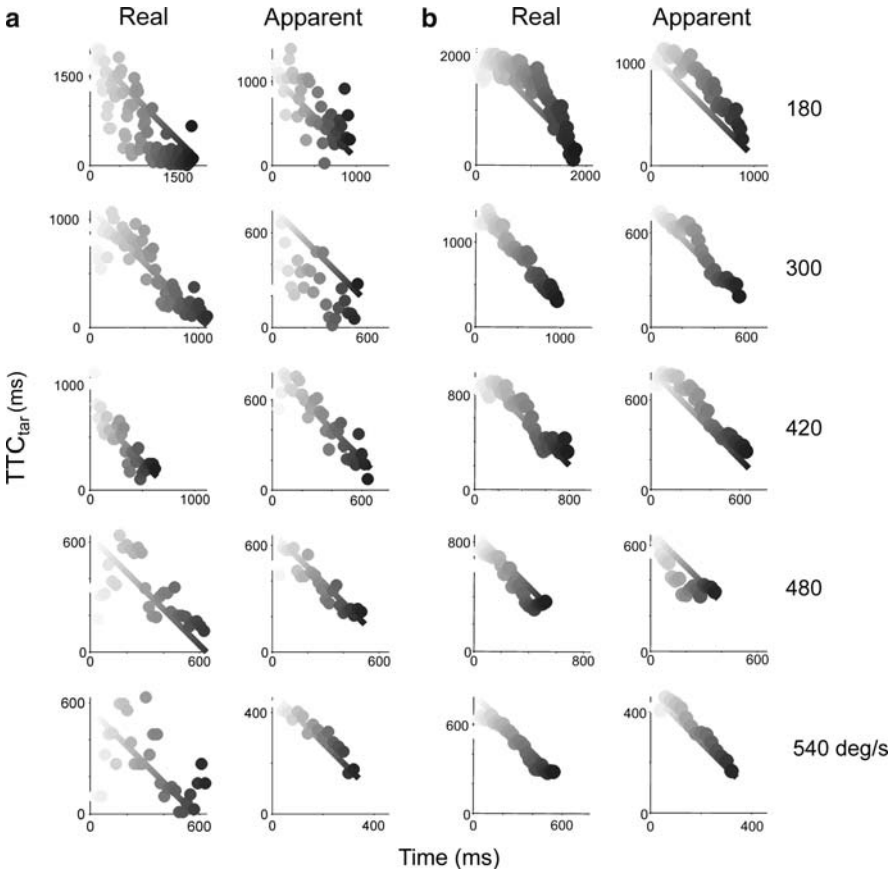 a Real Apparent b Real Apparent
1500 1000 2000 1000
0 0 0 0
0 1500 0 1000 0 2000 0 1000
180
1000 600 1000 600
0 0 0 0
0 1000 0 600 0 1000 0 600
300
TTCtar (ms)
1000 600 800 600
0 0 0 0
0 1000 0 600 0 800 0 600
420
600 600 800 600
0 0 0 0
0 600 0 600 0 800 0 600
480
600 400 600 400
0 0 0 0
0 600 0 400 0 600 0 400
540 deg/s
Time (ms)